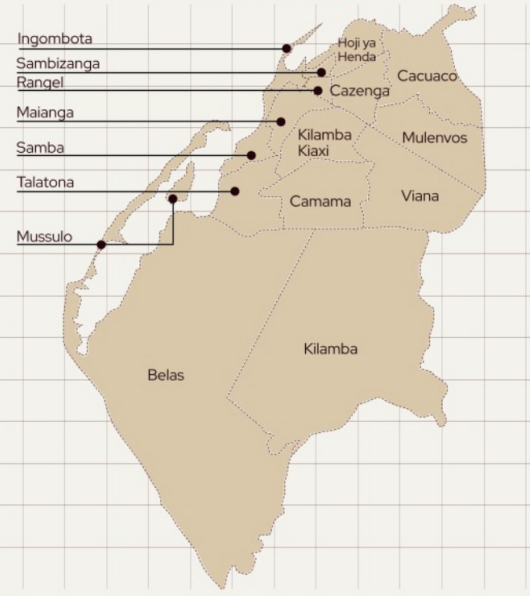 Ingombota
Sambizanga
Rangel
Maianga
Samba
Talatona
Mussulo
Hoji ya
Henda
Cacuaco
Cazenga
Kilamba
Kiaxi
Mulenvos
Camama
Viana
Kilamba
Belas